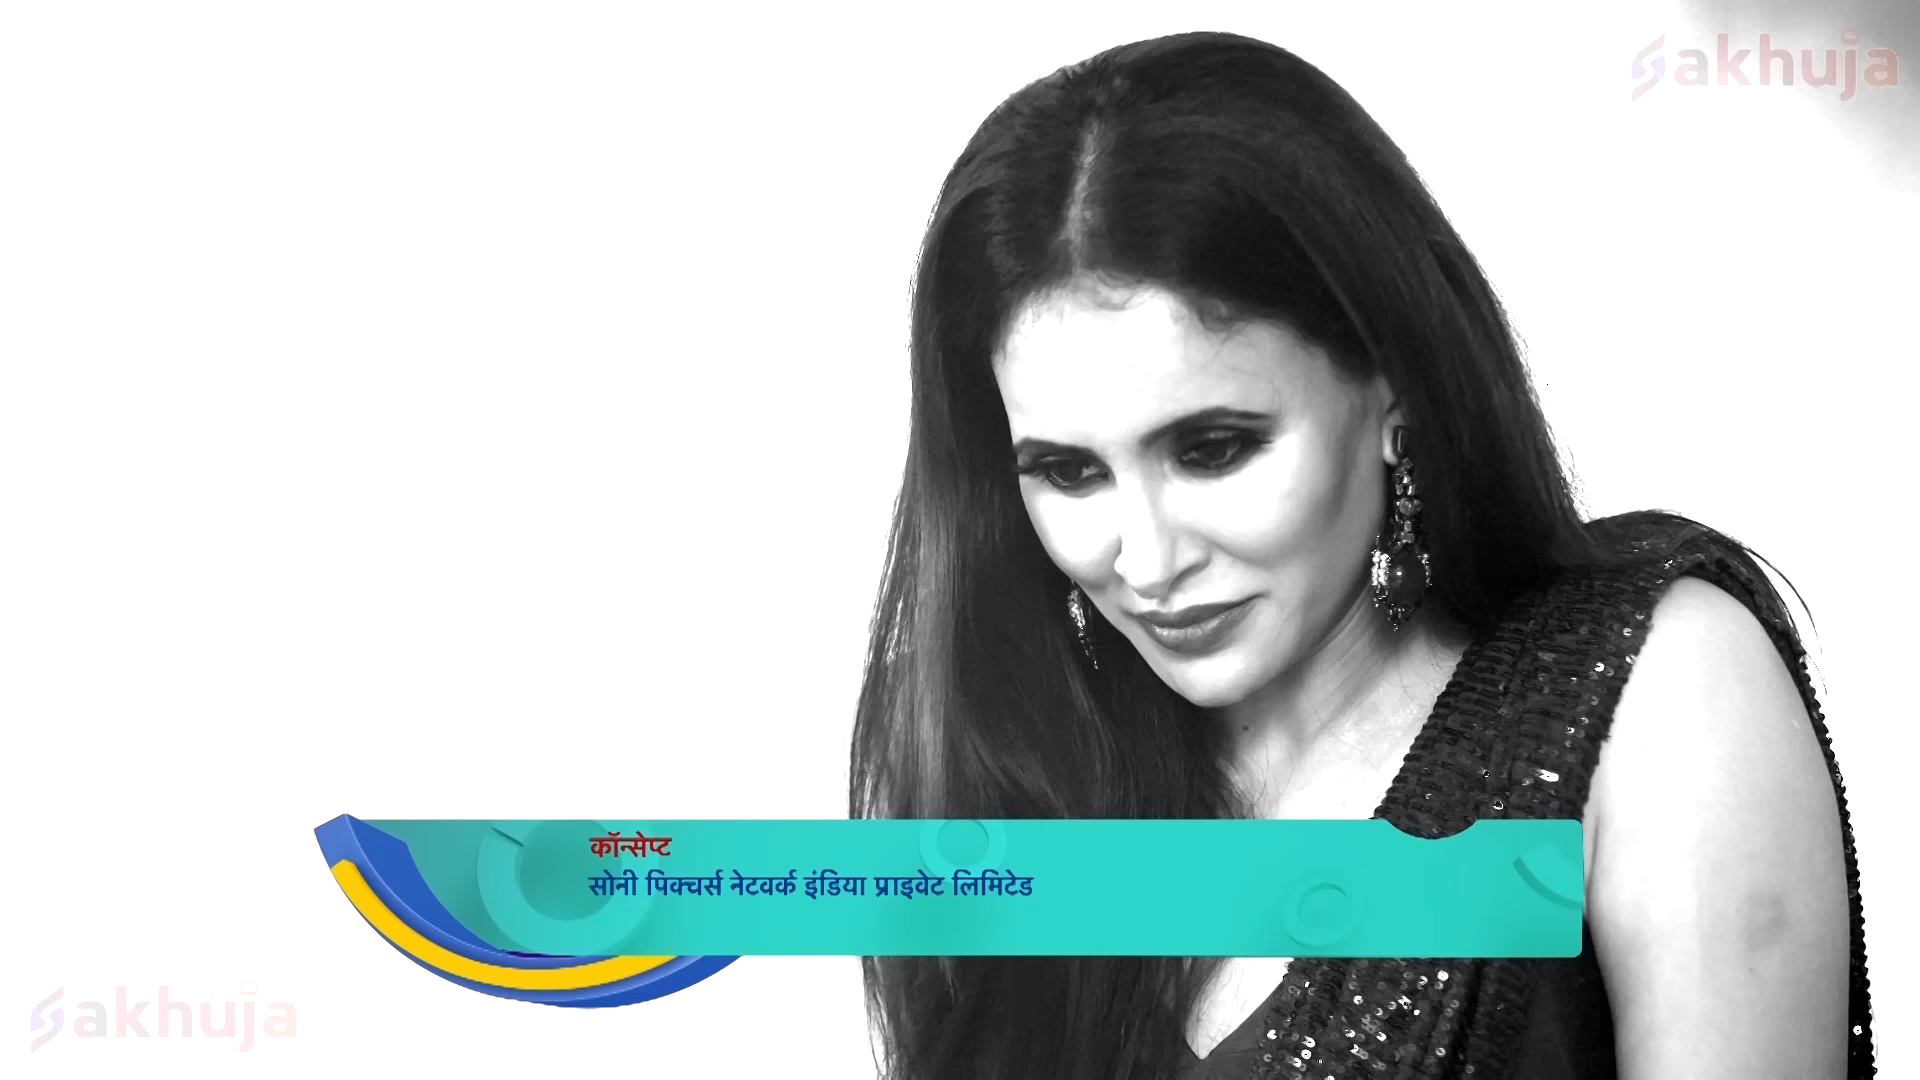 Sakhuja
कॉन्सेप्ट
सोनी पिक्चर्स नेटवर्क इंडिया प्राइवेट लिमिटेड
Sakhuja